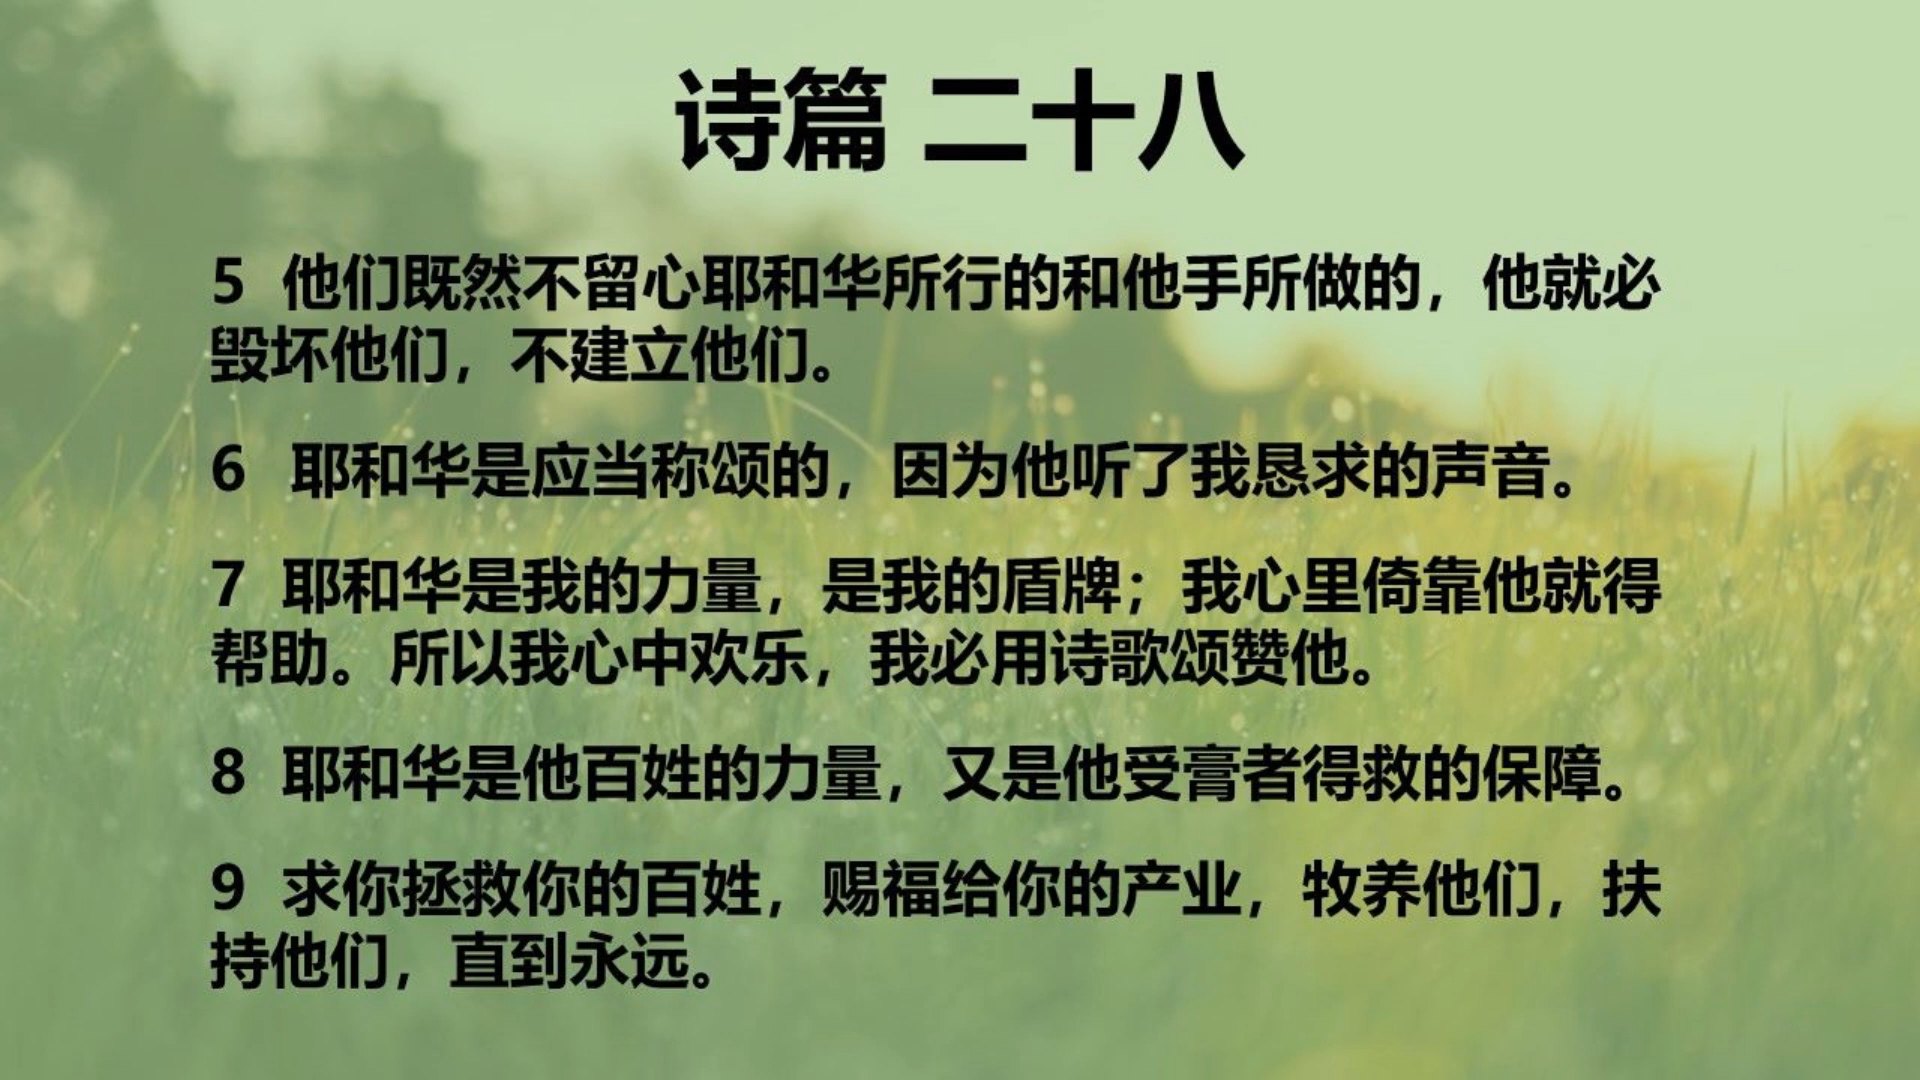 诗篇 二十八
5 他们既然不留心耶和华所行的和他手所做的，他就必
毁坏他们，不建立他们。
6 耶和华是应当称颂的，因为他听了我恳求的声音。
7 耶和华是我的力量，是我的盾牌；我心里倚靠他就得
帮助。所以我心中欢乐，我必用诗歌颂赞他。
8 耶和华是他百姓的力量，又是他受膏者得救的保障。
9 求你拯救你的百姓，赐福给你的产业，牧养他们，扶
持他们，直到永远。